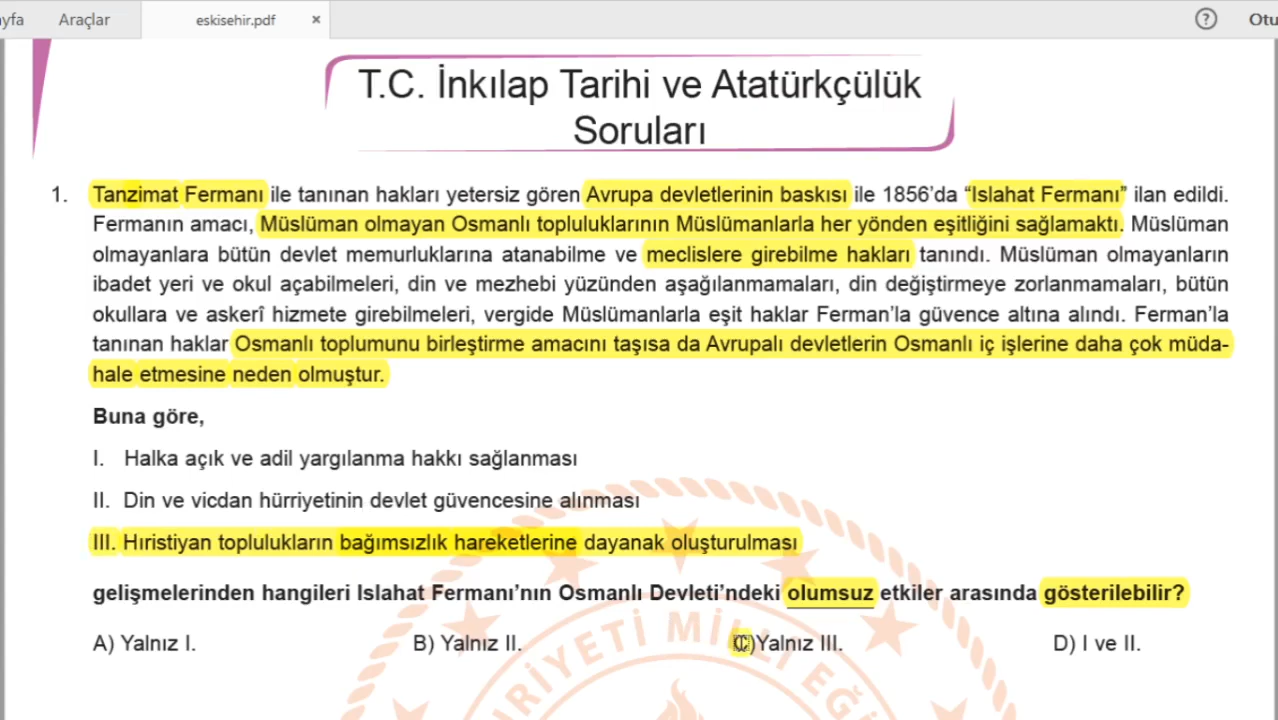 ayfa Araçlar eskisehir.pdf × ? Otu
T.C. İnkılap Tarihi ve Atatürkçülük
Soruları
1. Tanzimat Fermanı ile tanınan hakları yetersiz gören Avrupa devletlerinin baskısı ile 1856’da “Islahat Fermanı” ilan edildi.
Fermanın amacı, Müslüman olmayan Osmanlı topluluklarının Müslümanlarla her yönden eşitliğini sağlamaktı. Müslüman
olmayanlara bütün devlet memurluklarına atanabilme ve meclislere girebilme hakları tanındı. Müslüman olmayanların
ibadet yeri ve okul açabilmeleri, din ve mezhebi yüzünden aşağılanmamaları, din değiştirmeye zorlanmamaları, bütün
okullara ve askerî hizmete girebilmeleri, vergide Müslümanlarla eşit haklar Ferman’la güvence altına alındı. Ferman’la
tanınan haklar Osmanlı toplumunu birleştirme amacını taşısa da Avrupalı devletlerin Osmanlı iç işlerine daha çok müda-
hale etmesine neden olmuştur.
Buna göre,
I. Halka açık ve adil yargılanma hakkı sağlanması
II. Din ve vicdan hürriyetinin devlet güvencesine alınması
III. Hıristiyan toplulukların bağımsızlık hareketlerine dayanak oluşturulması
gelişmelerinden hangileri Islahat Fermanı’nın Osmanlı Devleti’ndeki olumsuz etkiler arasında gösterilebilir?
A) Yalnız I. B) Yalnız II. C) Yalnız III. D) I ve II.
RİYETİ MİLLİ EĞİ